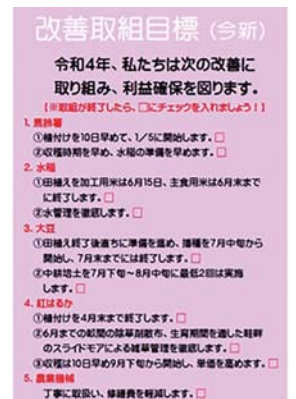 改善取組目標（今新）
令和4年、私たちは次の改善に
取り組み、利益確保を図ります。
【※取組が終了したら、□にチェックを入れましょう！】
1. 馬鈴薯
①植付けを10日早めて、1／5に開始します。□
②収穫時期を早め、水稲の準備を早めます。□
2. 水稲
①田植えを加工用米は6月15日、主食用米は6月末まで
に終了します。□
②水管理を徹底します。□
3. 大豆
①田植え終了後直ちに準備を進め、播種を7月中旬から
開始し、7月末までには終了します。□
②中耕培土を7月下旬～8月中旬に最低2回は実施
します。□
4. 紅はるか
①植付けを4月末まで終了します。□
②6月までの畝間の除草剤散布、生育期間を通した畦畔
のスライドモアによる雑草管理を徹底します。□
③収穫は10日早め9月下旬から開始し、単価を高めます。□
5. 農業機械
丁寧に取扱い、修繕費を軽減します。□